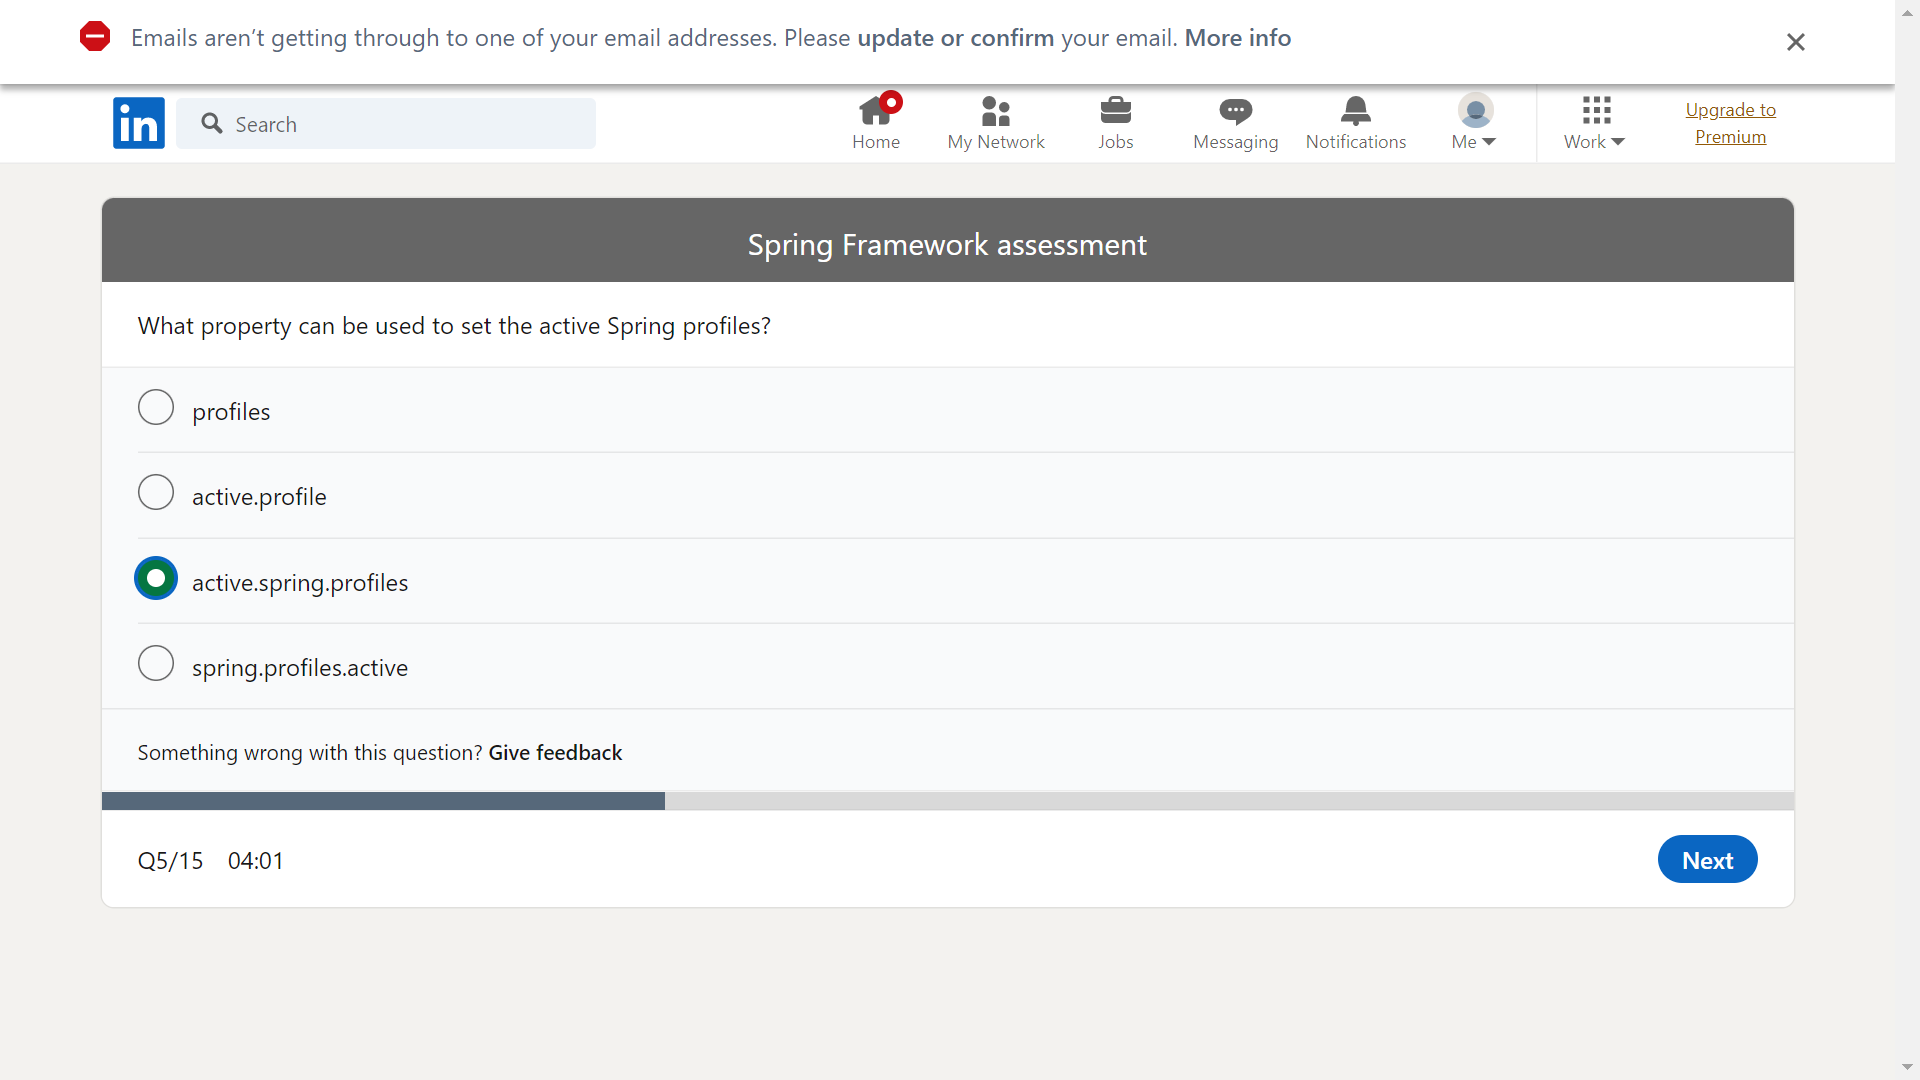 Emails aren’t getting through to one of your email addresses. Please update or confirm your email. More info
in
Search
Home
My Network
Jobs
Messaging
Notifications
Me
Work
Upgrade to
Premium
Spring Framework assessment
What property can be used to set the active Spring profiles?
profiles
active.profile
active.spring.profiles
spring.profiles.active
Something wrong with this question? Give feedback
Q5/15 04:01
Next